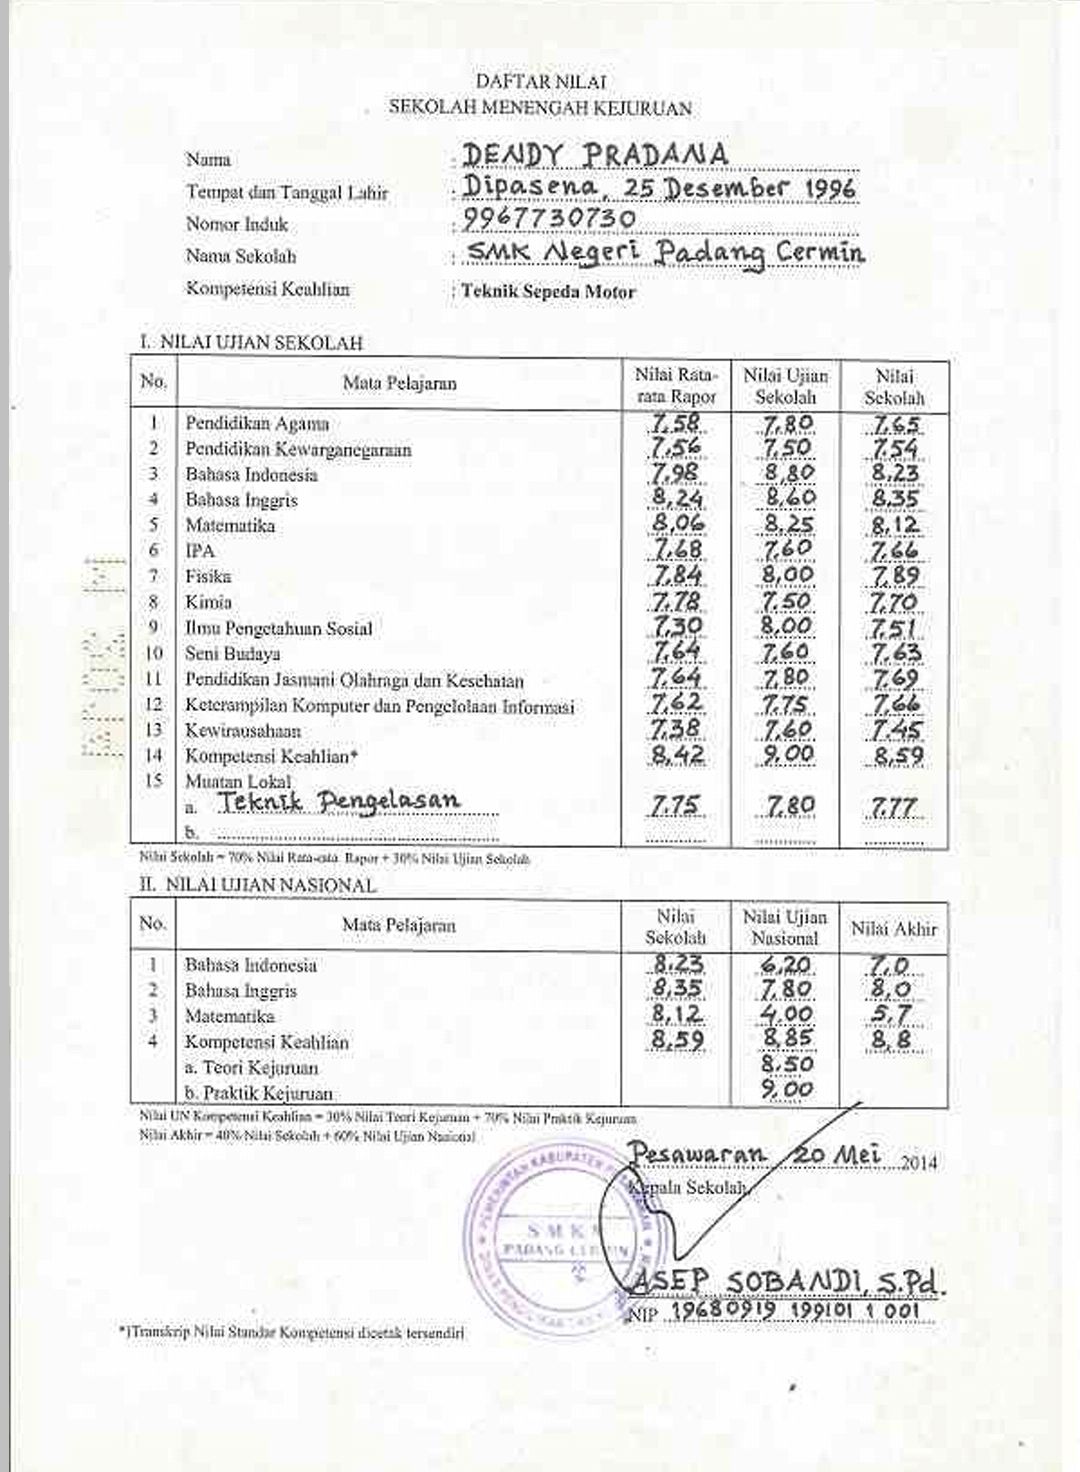 DAFTAR NILAI
SEKOLAH MENENGAH KEJURUAN
Nama : DENDY PRADANA
Tempat dan Tanggal Lahir : Dipasena, 25 Desember 1996
Nomor Induk : 9967730730
Nama Sekolah : SMK Negeri Padang Cermin
Kompetensi Keahlian : Teknik Sepeda Motor
I. NILAI UJIAN SEKOLAH
No. Mata Pelajaran Nilai Rata-rata Rapor Nilai Ujian Sekolah Nilai Sekolah
1 Pendidikan Agama 7,58 7,80 7,65
2 Pendidikan Kewarganegaraan 7,56 7,50 7,54
3 Bahasa Indonesia 7,98 8,80 8,23
4 Bahasa Inggris 8,24 8,60 8,35
5 Matematika 8,06 8,25 8,12
6 IPA 7,68 7,60 7,66
7 Fisika 7,84 8,00 7,89
8 Kimia 7,78 7,50 7,70
9 Ilmu Pengetahuan Sosial 7,30 8,00 7,51
10 Seni Budaya 7,64 7,60 7,63
11 Pendidikan Jasmani Olahraga dan Kesehatan 7,64 7,80 7,69
12 Keterampilan Komputer dan Pengelolaan Informasi 7,62 7,75 7,66
13 Kewirausahaan 7,38 7,60 7,45
14 Kompetensi Keahlian* 8,42 9,00 8,59
15 Muatan Lokal
a. Teknik Pengelasan 7,75 7,80 7,77
b.
Nilai Sekolah = 70% Nilai Rata-rata Rapor + 30% Nilai Ujian Sekolah
II. NILAI UJIAN NASIONAL
No. Mata Pelajaran Nilai Sekolah Nilai Ujian Nasional Nilai Akhir
1 Bahasa Indonesia 8,23 6,20 7,0
2 Bahasa Inggris 8,35 7,80 8,0
3 Matematika 8,12 4,00 5,7
4 Kompetensi Keahlian 8,59 8,85 8,8
a. Teori Kejuruan 8,50
b. Praktik Kejuruan 9,00
Nilai UN Kompetensi Keahlian = 30% Nilai Teori Kejuruan + 70% Nilai Praktik Kejuruan
Nilai Akhir = 40% Nilai Sekolah + 60% Nilai Ujian Nasional
Pesawaran 20 Mei 2014
Kepala Sekolah,
PEMERINTAH KABUPATEN
SMK
PADANG CERMIN
ASEP SOBANDI, S.Pd.
NIP 19680919 199101 1 001
*)Transkrip Nilai Standar Kompetensi dicetak tersendiri